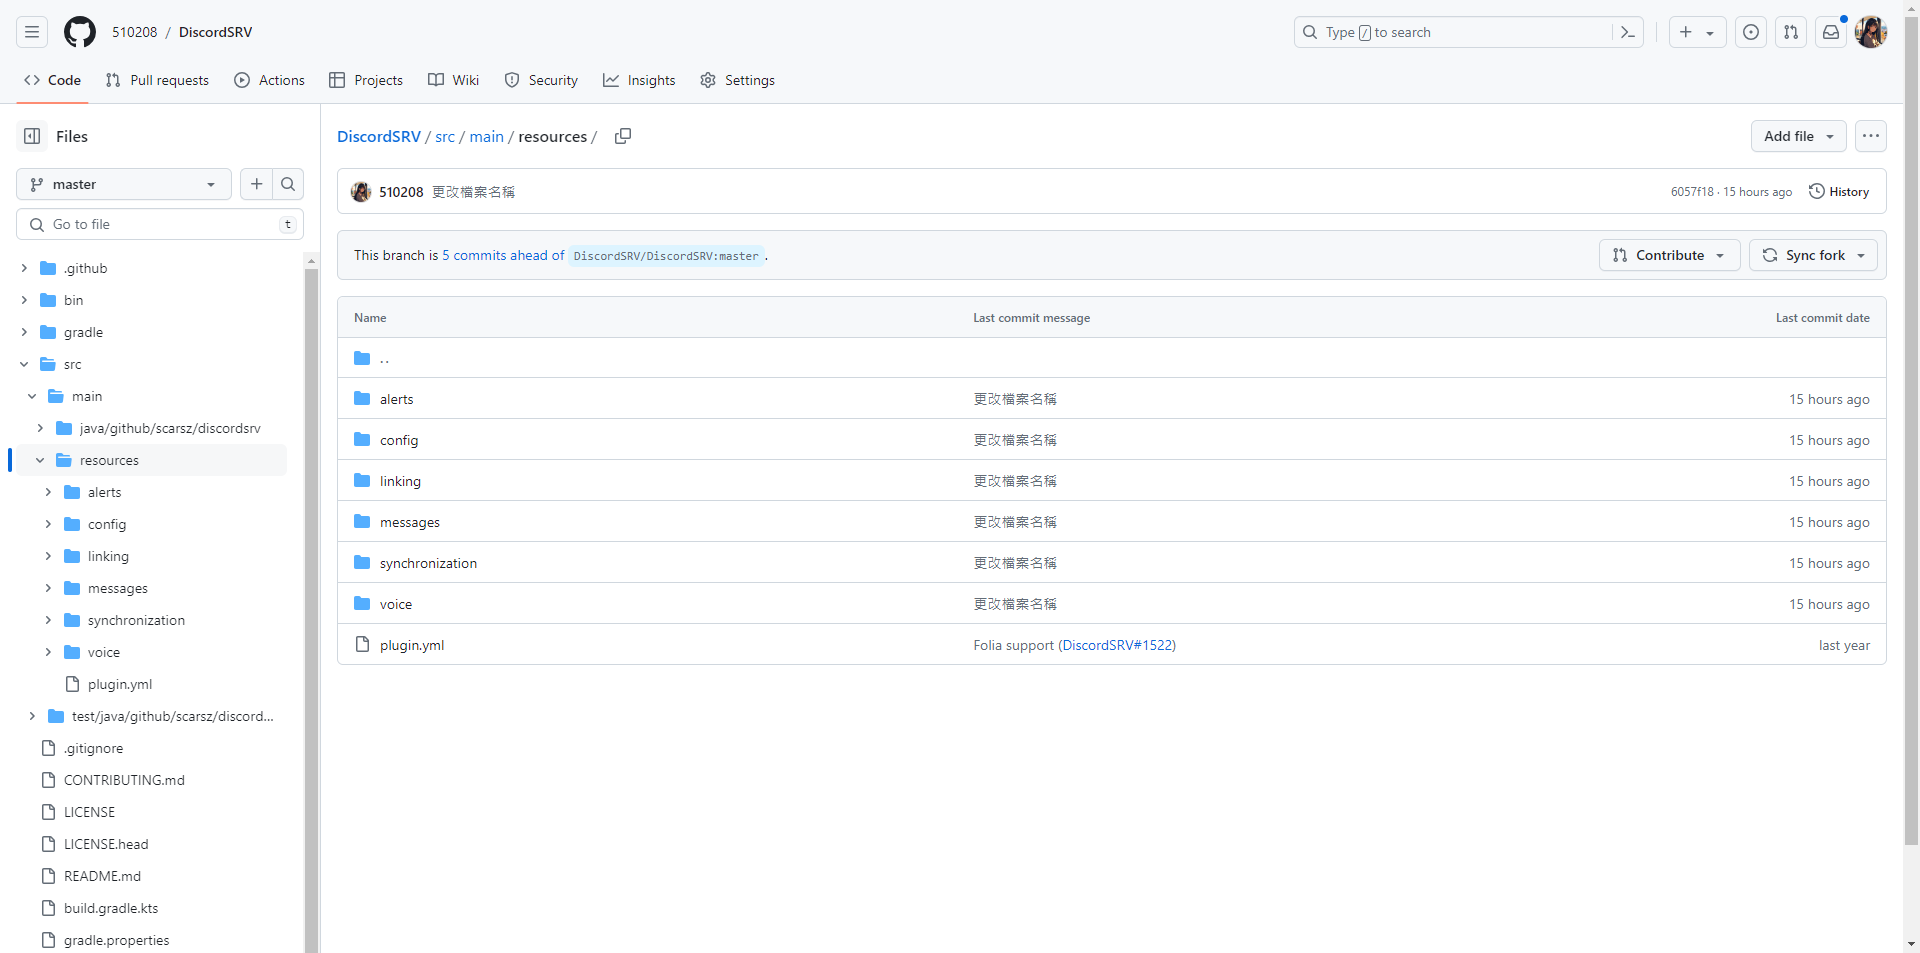 510208 / DiscordSRV
Type / to search
Code Pull requests Actions Projects Wiki Security Insights Settings
Files
master
Go to file t
.github
bin
gradle
src
main
java/github/scarsz/discordsrv
resources
alerts
config
linking
messages
synchronization
voice
plugin.yml
test/java/github/scarsz/discord...
.gitignore
CONTRIBUTING.md
LICENSE
LICENSE.head
README.md
build.gradle.kts
gradle.properties
DiscordSRV / src / main / resources /
Add file
510208 更改檔案名稱 6057f18 · 15 hours ago History
This branch is 5 commits ahead of DiscordSRV/DiscordSRV:master .
Contribute Sync fork
Name Last commit message Last commit date
..
alerts 更改檔案名稱 15 hours ago
config 更改檔案名稱 15 hours ago
linking 更改檔案名稱 15 hours ago
messages 更改檔案名稱 15 hours ago
synchronization 更改檔案名稱 15 hours ago
voice 更改檔案名稱 15 hours ago
plugin.yml Folia support (DiscordSRV#1522) last year